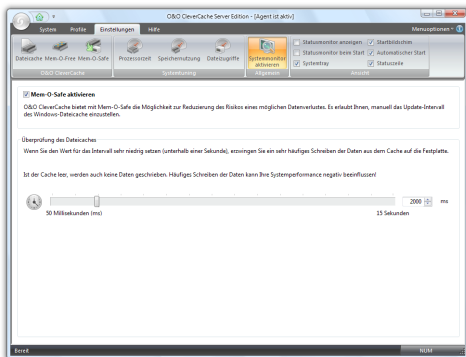 O&O CleverCache Server Edition - [Agent ist aktiv]
System Profile Einstellungen Hilfe Menuoptionen
Dateicache Mem-O-Free Mem-O-Safe Prozessorzeit Speichernutzung Dateizugriffe Systemmonitor aktivieren
Statusmonitor anzeigen Startbildschirm
Statusmonitor beim Start Automatischer Start
Systemtray Statuszeile
O&O CleverCache Systemtuning Allgemein Ansicht
Mem-O-Safe aktivieren
O&O CleverCache bietet mit Mem-O-Safe die Möglichkeit zur Reduzierung des Risikos eines möglichen Datenverlustes. Es erlaubt Ihnen, manuell das Update-Intervall
des Windows-Dateicache einzustellen.
Überprüfung des Dateicaches
Wenn Sie den Wert für das Intervall sehr niedrig setzen (unterhalb einer Sekunde), erzwingen Sie ein sehr häufiges Schreiben der Daten aus dem Cache auf die Festplatte.
Ist der Cache leer, werden auch keine Daten geschrieben. Häufiges Schreiben der Daten kann Ihre Systemperformance negativ beeinflussen!
2000 ms
50 Millisekunden (ms) 15 Sekunden
Bereit NUM